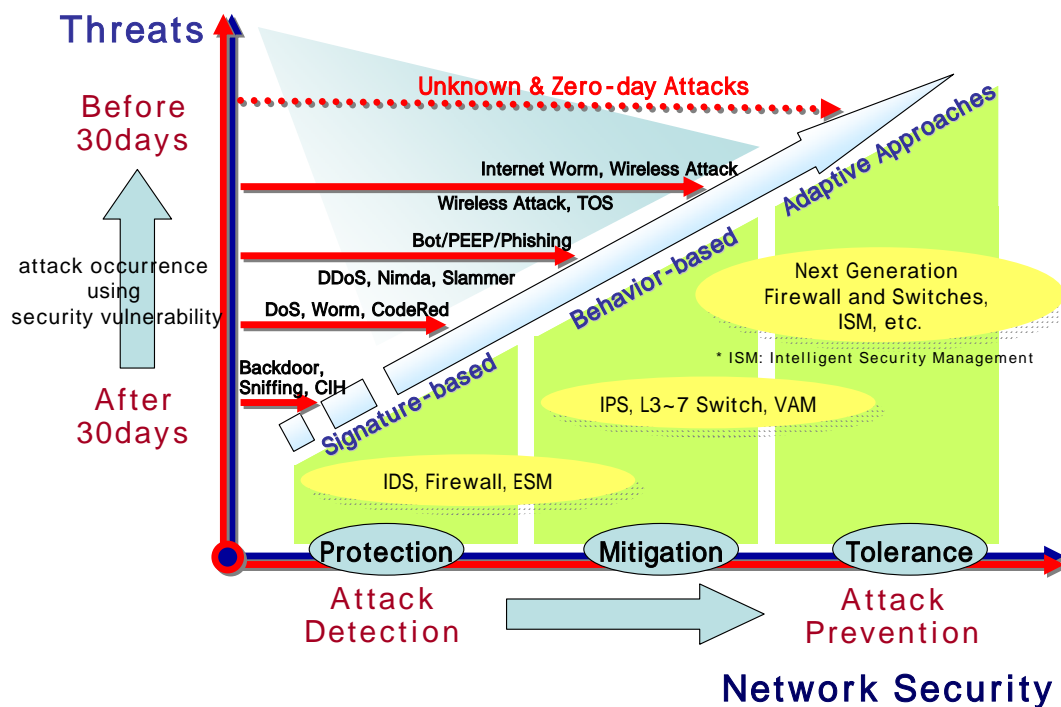 Threats
Unknown & Zero-day Attacks
Before
30days
Adaptive Approaches
Internet Worm, Wireless Attack
Wireless Attack, TOS
Bot/PEEP/Phishing
Behavior-based
attack occurrence
using
security vulnerability
DDoS, Nimda, Slammer
Next Generation
Firewall and Switches,
ISM, etc.
DoS, Worm, CodeRed
* ISM: Intelligent Security Management
Backdoor,
Sniffing, CIH
Signature-based
After
30days
IPS, L3~7 Switch, VAM
IDS, Firewall, ESM
Protection
Mitigation
Tolerance
Attack
Detection
Attack
Prevention
Network Security